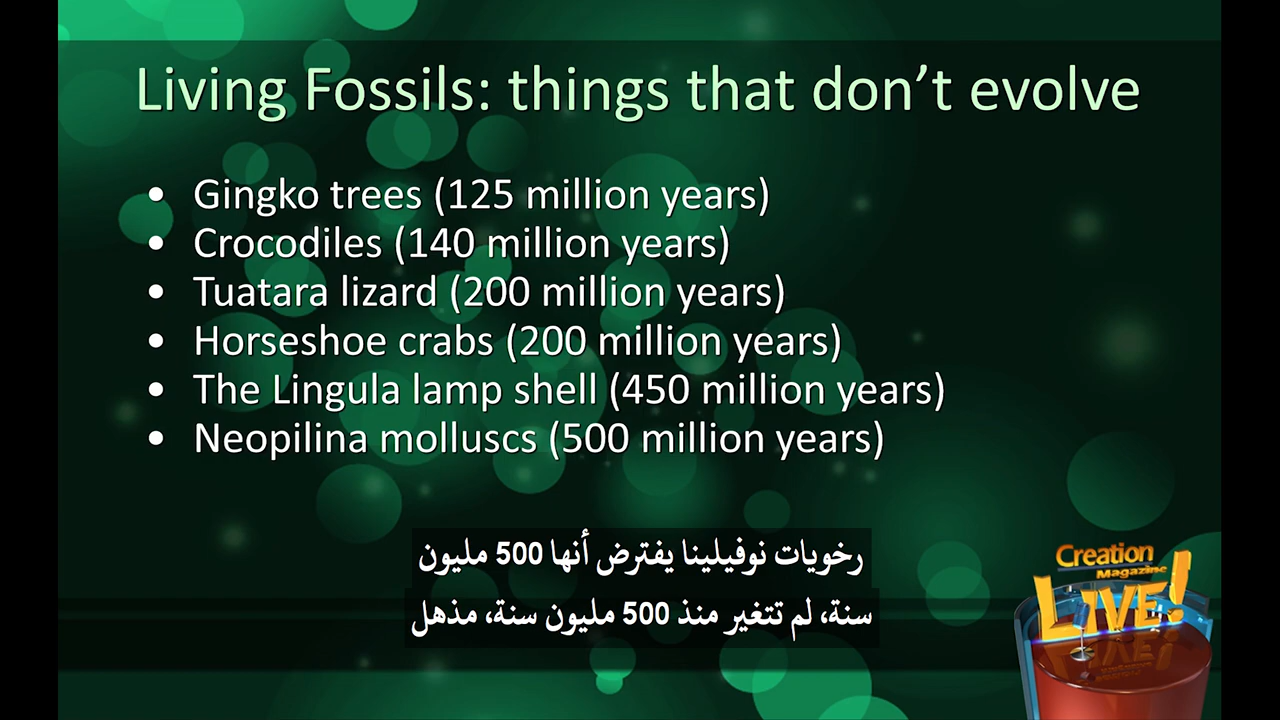 Living Fossils: things that don't evolve
• Gingko trees (125 million years)
• Crocodiles (140 million years)
• Tuatara lizard (200 million years)
• Horseshoe crabs (200 million years)
• The Lingula lamp shell (450 million years)
• Neopilina molluscs (500 million years)
رخويات نوفيلينا يفترض أنها 500 مليون
سنة، لم تتغير منذ 500 مليون سنة، مذهل
Creation
Magazine
LIVE!